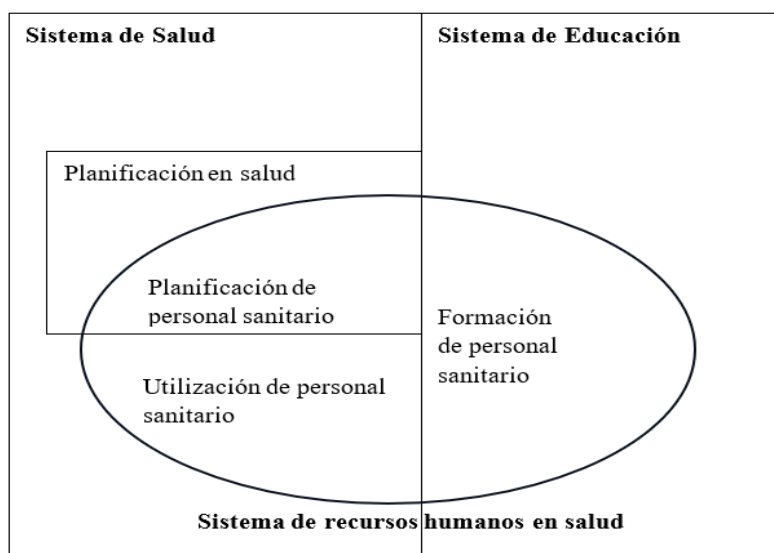 Sistema de Salud
Sistema de Educación
Planificación en salud
Planificación de
personal sanitario
Formación
de personal
sanitario
Utilización de personal
sanitario
Sistema de recursos humanos en salud